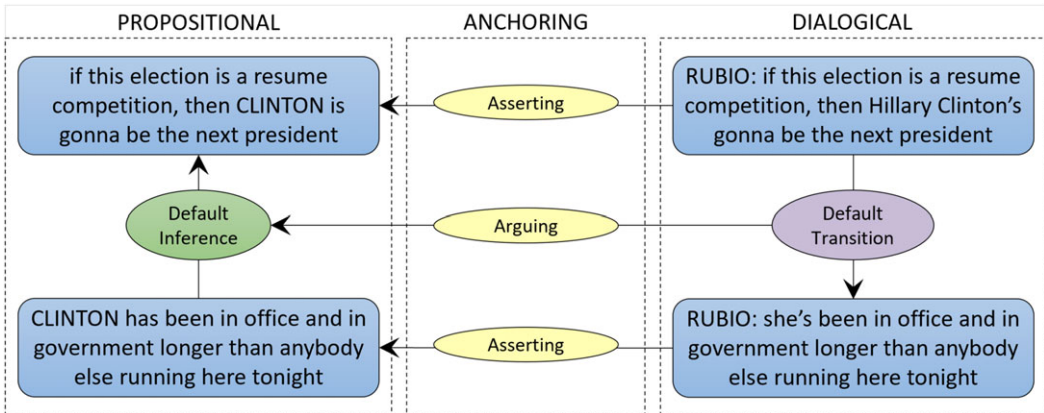 PROPOSITIONAL
ANCHORING
DIALOGICAL
if this election is a resume
competition, then CLINTON is
gonna be the next president
Asserting
RUBIO: if this election is a resume
competition, then Hillary Clinton's
gonna be the next president
Default
Inference
Arguing
Default
Transition
CLINTON has been in office and in
government longer than anybody
else running here tonight
Asserting
RUBIO: she's been in office and in
government longer than anybody
else running here tonight